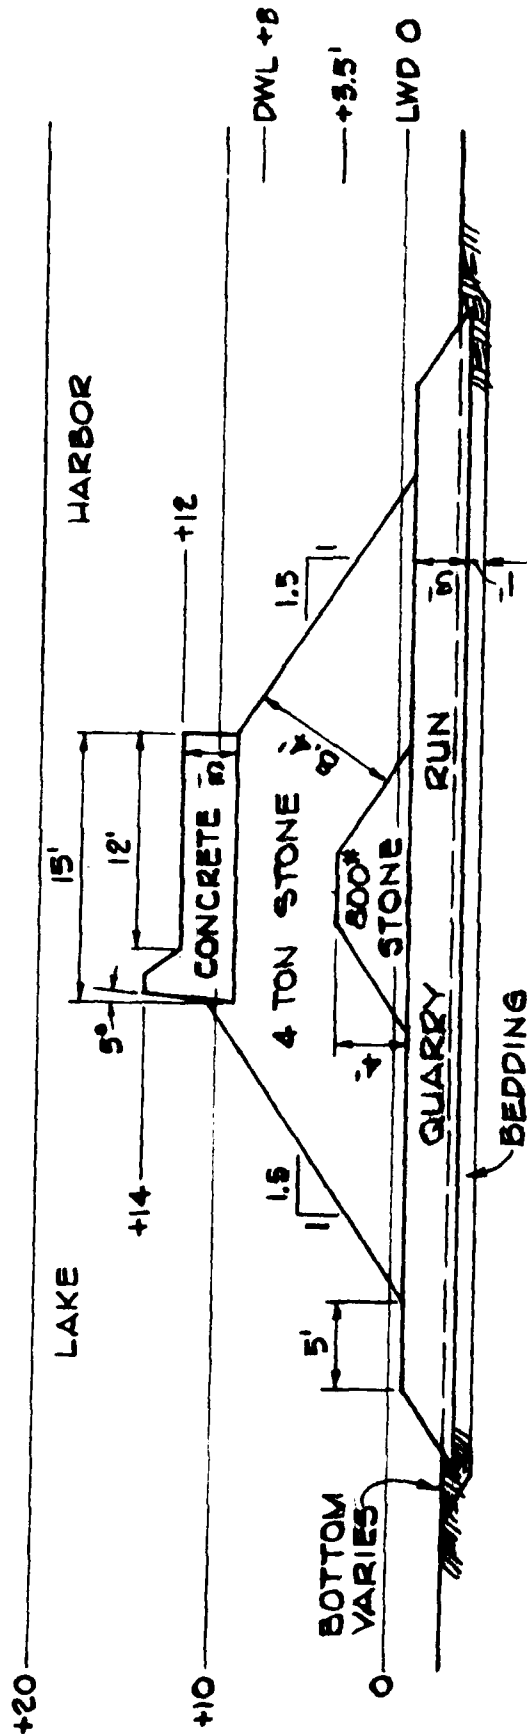 +20
LAKE
HARBOR
15'
12'
5°
+14
+12
DWL +8
+10
CONCRETE
3'
1.5
1
1.5
1
4 TON STONE
8.4'
+3.5'
800#
STONE
4'
5'
0
LWD 0
QUARRY RUN
3'
1'
BOTTOM
VARIES
BEDDING